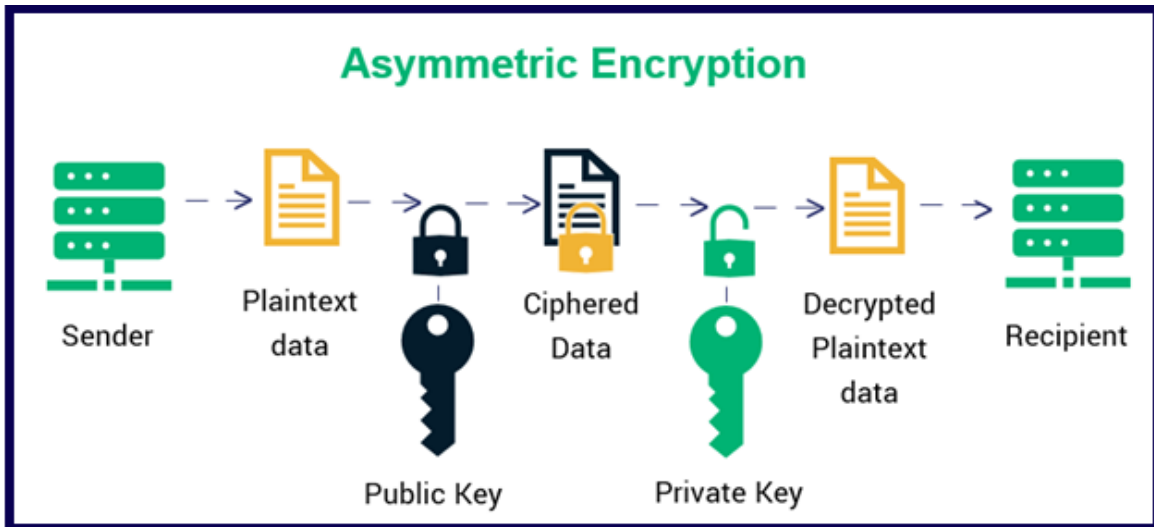 Asymmetric Encryption
Sender
Plaintext
data
Public Key
Ciphered
Data
Private Key
Decrypted
Plaintext
data
Recipient